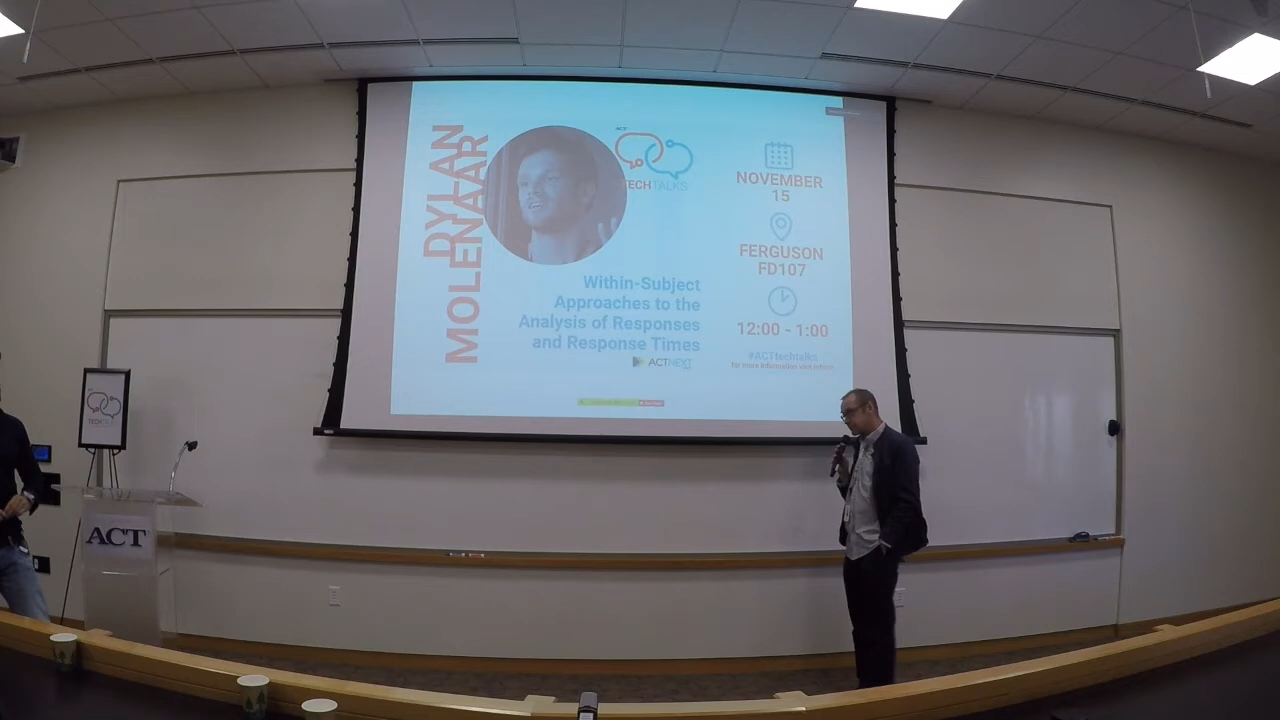 DYLAN
MOLENAAR
ACT
TECHTALKS
NOVEMBER
15
FERGUSON
FD107
12:00 - 1:00
#ACTtechtalks
Within-Subject
Approaches to the
Analysis of Responses
and Response Times
ACTNEXT
TECHTALKS
ACT